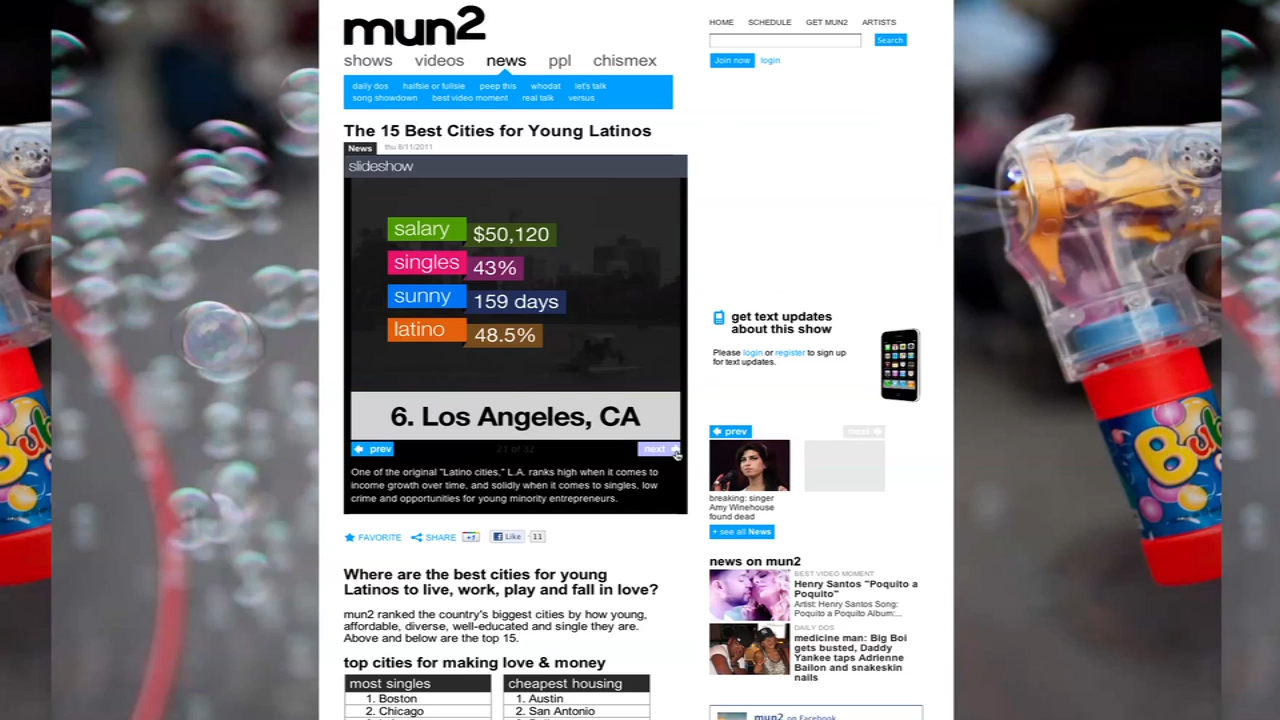 mun2
HOME SCHEDULE GET MUN2 ARTISTS
Search
shows videos news ppl chismex
Join now login
daily dos halfsie or fullsie peep this whodat let's talk
song showdown best video moment real talk versus
The 15 Best Cities for Young Latinos
News thu 8/11/2011
slideshow
salary $50,120
singles 43%
sunny 159 days
latino 48.5%
6. Los Angeles, CA
prev 21 of 32 next
One of the original "Latino cities," L.A. ranks high when it comes to
income growth over time, and solidly when it comes to singles, low
crime and opportunities for young minority entrepreneurs.
FAVORITE SHARE +1 Like 11
Where are the best cities for young
Latinos to live, work, play and fall in love?
mun2 ranked the country's biggest cities by how young,
affordable, diverse, well-educated and single they are.
Above and below are the top 15.
top cities for making love & money
most singles cheapest housing
1. Boston 1. Austin
2. Chicago 2. San Antonio
get text updates
about this show
Please login or register to sign up
for text updates.
prev next
breaking: singer
Amy Winehouse
found dead
+ see all News
news on mun2
BEST VIDEO MOMENT
Henry Santos "Poquito a
Poquito"
Artist: Henry Santos Song:
Poquito a Poquito Album:...
DAILY DOS
medicine man: Big Boi
gets busted, Daddy
Yankee taps Adrienne
Bailon and snakeskin
nails
mun2 on Facebook